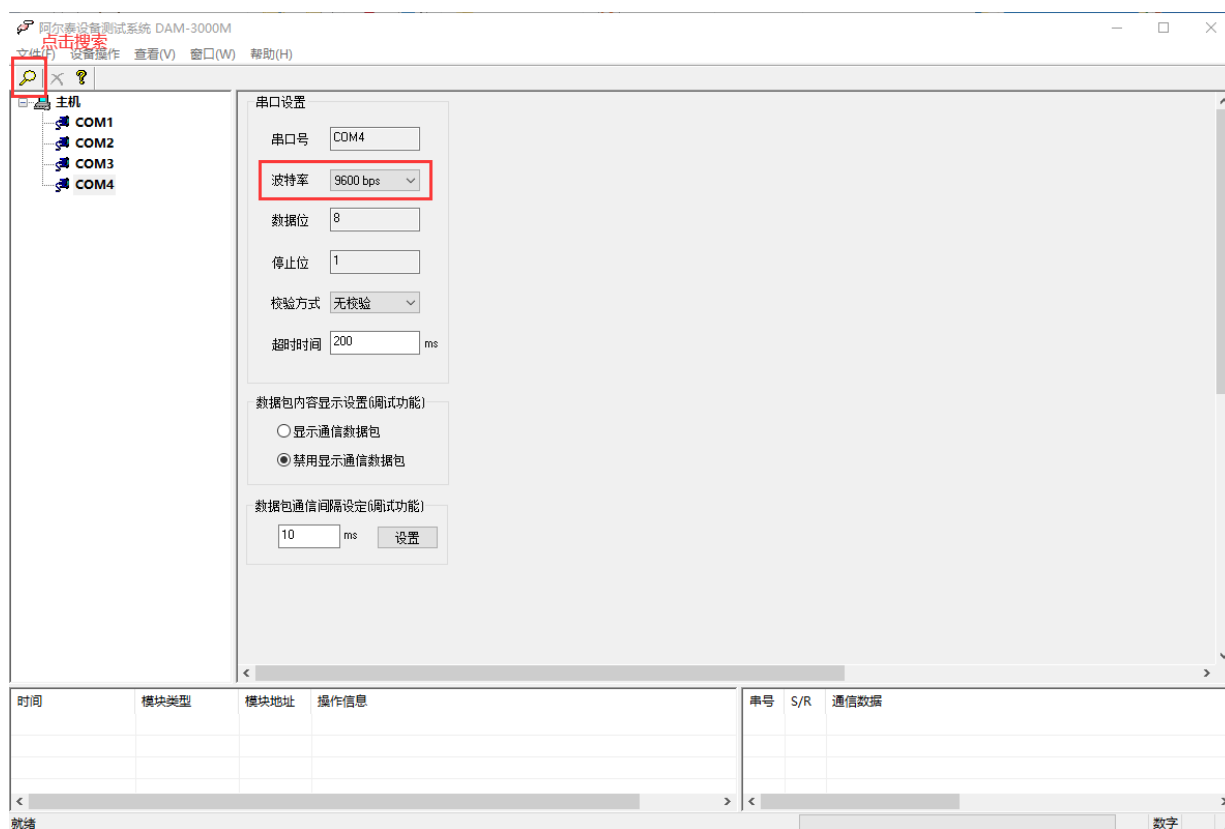 阿尔泰设备测试系统 DAM-3000M
点击搜索
文件(F) 设备操作 查看(V) 窗口(W) 帮助(H)
主机
COM1
COM2
COM3
COM4
串口设置
串口号 COM4
波特率 9600 bps
数据位 8
停止位 1
校验方式 无校验
超时时间 200 ms
数据包内容显示设置(调试功能)
显示通信数据包
禁用显示通信数据包
数据包通信间隔设定(调试功能)
10 ms 设置
时间 模块类型 模块地址 操作信息 串号 S/R 通信数据
就绪 数字